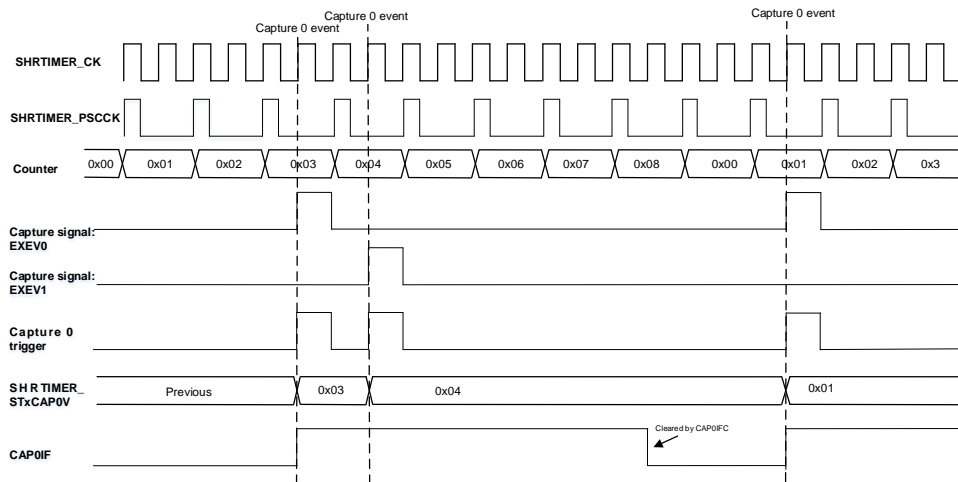 Capture 0 event
Capture 0 event
Capture 0 event
SHRTIMER_CK
SHRTIMER_PSCCK
Counter
0x00 0x01 0x02 0x03 0x04 0x05 0x06 0x07 0x08 0x00 0x01 0x02 0x3
Capture signal:
EXEV0
Capture signal:
EXEV1
Capture 0
trigger
SHRTIMER_
STxCAP0V
Previous 0x03 0x04 0x01
Cleared by CAP0IFC
CAP0IF